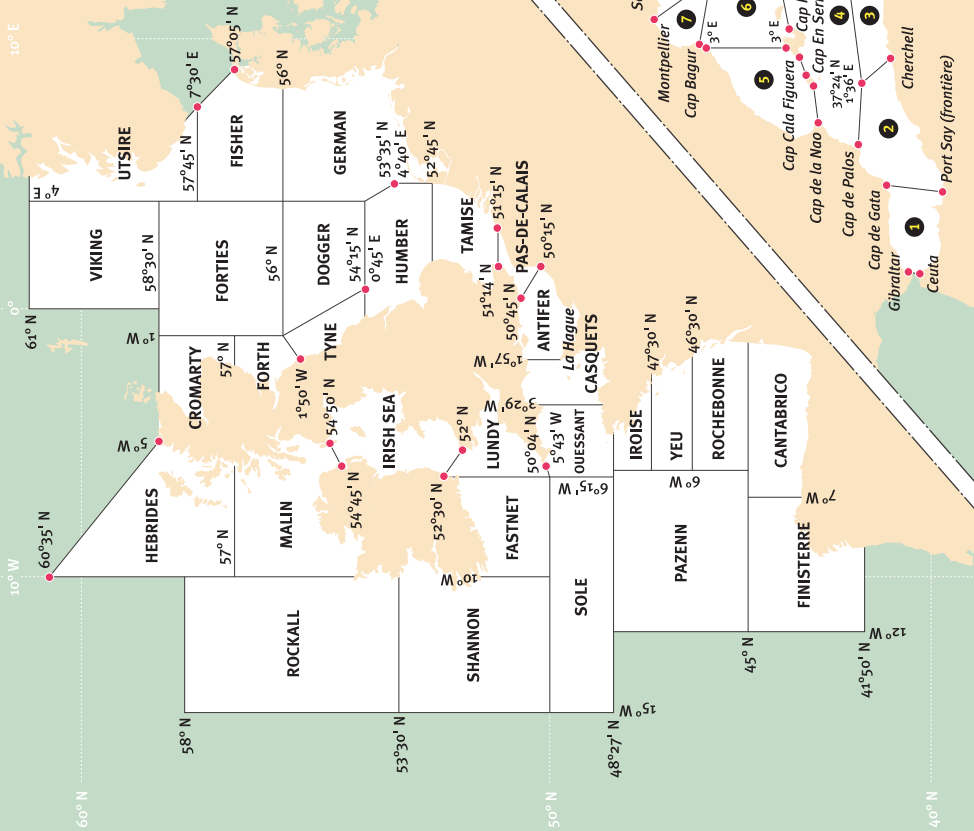 10° E
0°
10° W
60° N
50° N
40° N
61° N
4° E
UTSIRE
7°30' E
57°05' N
57°45' N
FISHER
56° N
GERMAN
53°35' N
4°40' E
52°45' N
VIKING
58°30' N
FORTIES
56° N
DOGGER
54°15' N
0°45' E
HUMBER
TAMISE
51°15' N
51°14' N
PAS-DE-CALAIS
50°15' N
50°45' N
1° W
CROMARTY
57° N
FORTH
1°50' W
TYNE
ANTIFER
1°57' W
La Hague
CASQUETS
5° W
54°50' N
54°45' N
IRISH SEA
52° N
52°30' N
LUNDY
3°29' W
50°04' N
5°43' W
OUESSANT
6°15' W
IROISE
47°30' N
YEU
46°30' N
ROCHEBONNE
6° W
CANTABRICO
7° W
60°35' N
HEBRIDES
57° N
MALIN
10° W
FASTNET
SOLE
PAZENN
45° N
FINISTERRE
12° W
41°50' N
58° N
ROCKALL
53°30' N
SHANNON
15° W
48°27' N
Montpellier
7
6
4
3
Cap Bagur
3° E
3° E
5
Cap En Ser
Cap Cala Figuera
37°24' N
1°36' E
Cherchell
Cap de la Nao
2
Cap de Palos
Port Say (frontière)
Cap de Gata
1
Gibraltar
Ceuta